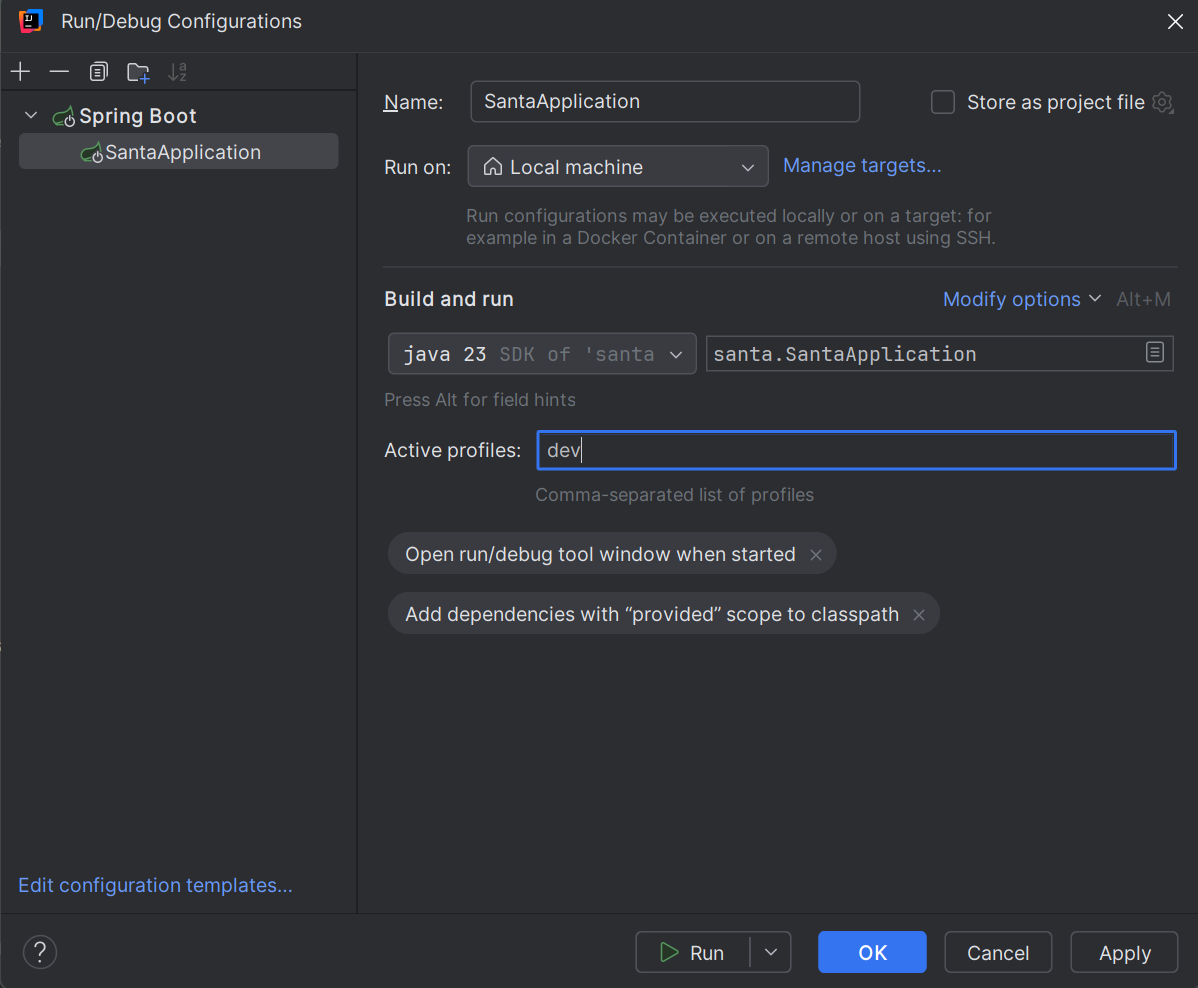 Run/Debug Configurations
Spring Boot
SantaApplication
Edit configuration templates...
Name: SantaApplication Store as project file
Run on: Local machine Manage targets...
Run configurations may be executed locally or on a target: for
example in a Docker Container or on a remote host using SSH.
Build and run Modify options Alt+M
java 23 SDK of 'santa santa.SantaApplication
Press Alt for field hints
Active profiles: dev
Comma-separated list of profiles
Open run/debug tool window when started
Add dependencies with “provided” scope to classpath
? Run OK Cancel Apply